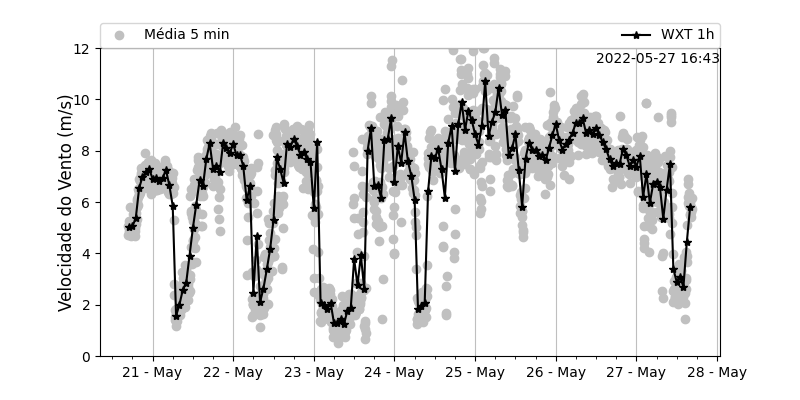 Média 5 min
WXT 1h
2022-05-27 16:43
Velocidade do Vento (m/s)
12
10
8
6
4
2
0
21 - May
22 - May
23 - May
24 - May
25 - May
26 - May
27 - May
28 - May